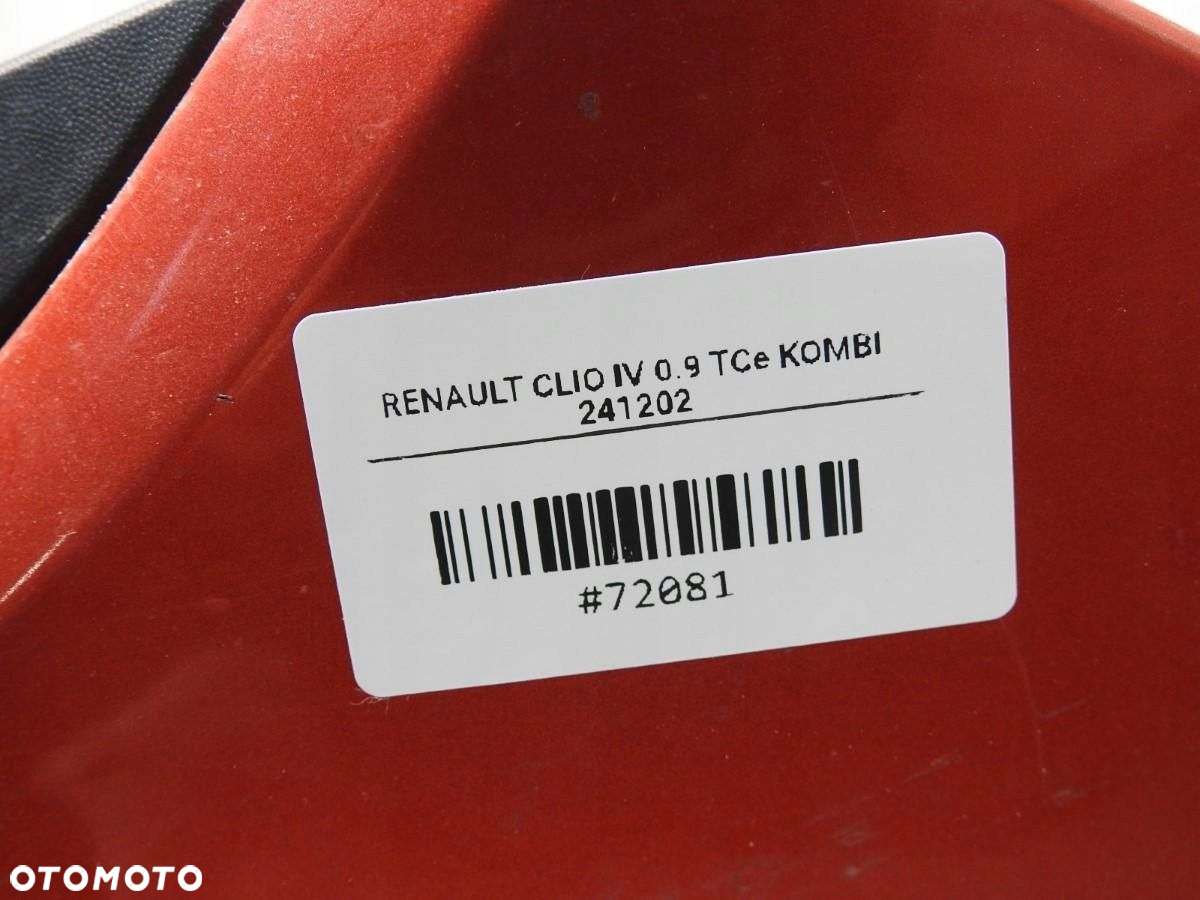 RENAULT CLIO IV 0.9 TCe KOMBI
241202
#72081
OTOMOTO